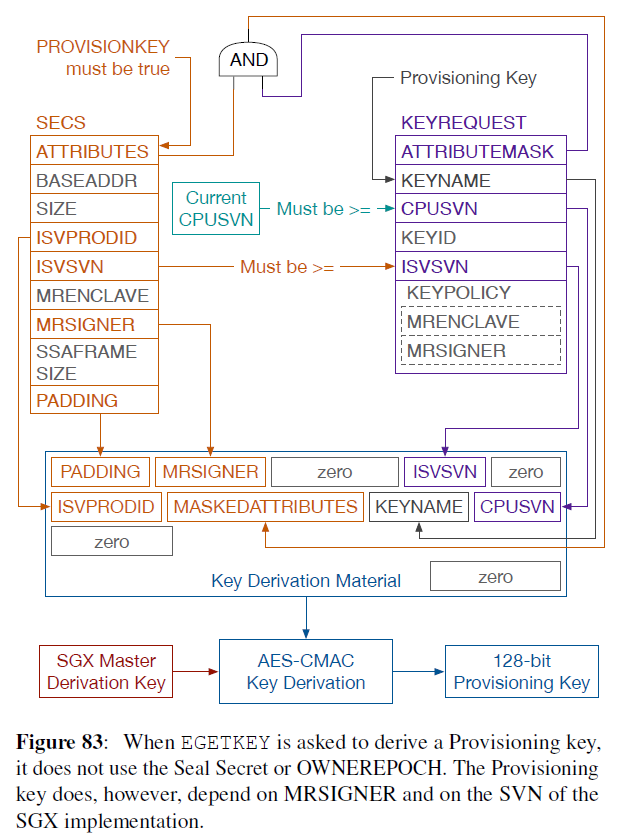 PROVISIONKEY
must be true
AND
Provisioning Key
SECS
ATTRIBUTES
BASEADDR
SIZE
ISVPRODID
ISVSVN
MRENCLAVE
MRSIGNER
SSAFRAME
SIZE
PADDING
Current
CPUSVN
Must be >=
Must be >=
KEYREQUEST
ATTRIBUTEMASK
KEYNAME
CPUSVN
KEYID
ISVSVN
KEYPOLICY
MRENCLAVE
MRSIGNER
PADDING MRSIGNER zero ISVSVN zero
ISVPRODID MASKEDATTRIBUTES KEYNAME CPUSVN
zero
Key Derivation Material zero
SGX Master
Derivation Key
AES-CMAC
Key Derivation
128-bit
Provisioning Key
Figure 83: When EGETKEY is asked to derive a Provisioning key,
it does not use the Seal Secret or OWNEREPOCH. The Provisioning
key does, however, depend on MRSIGNER and on the SVN of the
SGX implementation.